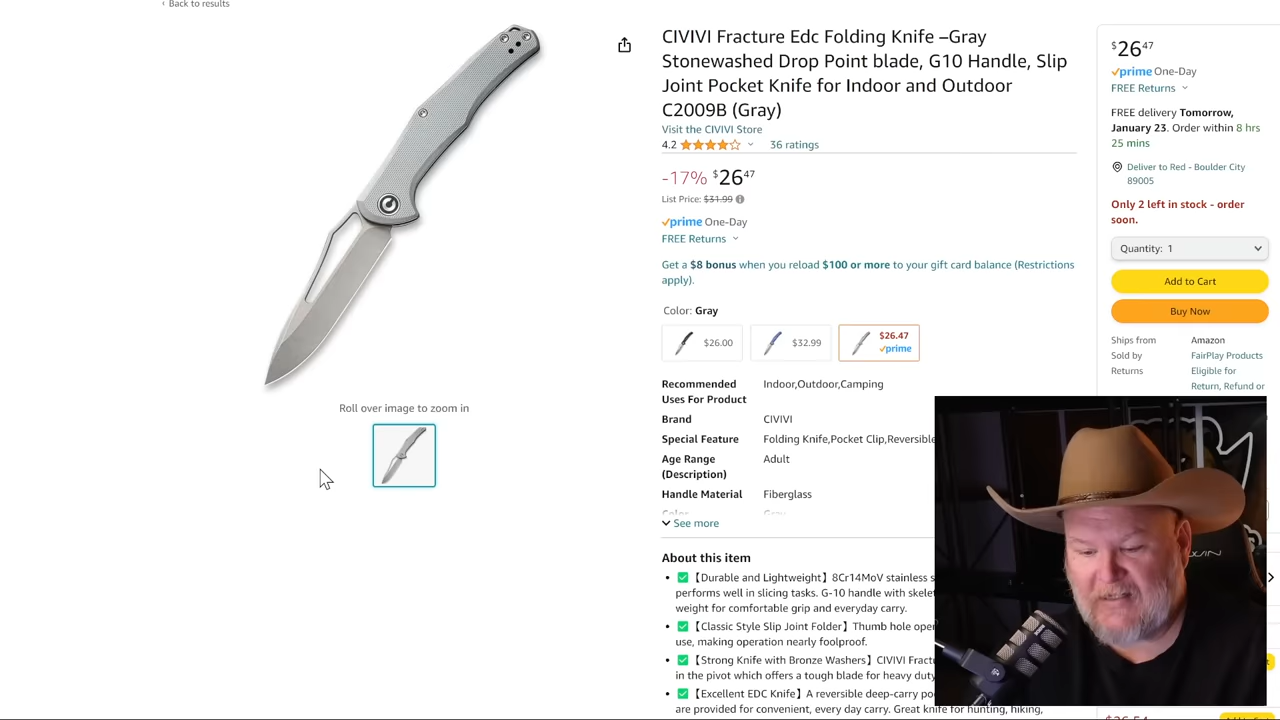 Back to results
CIVIVI Fracture Edc Folding Knife –Gray
Stonewashed Drop Point blade, G10 Handle, Slip
Joint Pocket Knife for Indoor and Outdoor
C2009B (Gray)
Visit the CIVIVI Store
4.2 36 ratings
-17% $26 47
List Price: $31.99
prime One-Day
FREE Returns
Get a $8 bonus when you reload $100 or more to your gift card balance (Restrictions
apply).
Color: Gray
$26.00
$32.99
$26.47
prime
Recommended Uses For Product
Indoor,Outdoor,Camping
Brand CIVIVI
Special Feature Folding Knife,Pocket Clip,Reversible
Age Range (Description)
Adult
Handle Material Fiberglass
Color Gray
See more
About this item
【Durable and Lightweight】8Cr14MoV stainless s
performs well in slicing tasks. G-10 handle with skelet
weight for comfortable grip and everyday carry.
【Classic Style Slip Joint Folder】Thumb hole oper
use, making operation nearly foolproof.
【Strong Knife with Bronze Washers】CIVIVI Fractu
in the pivot which offers a tough blade for heavy duty
【Excellent EDC Knife】A reversible deep-carry po
are provided for convenient, every day carry. Great knife for hunting, hiking,
Roll over image to zoom in
$26 47
prime One-Day
FREE Returns
FREE delivery Tomorrow,
January 23. Order within 8 hrs
25 mins
Deliver to Red - Boulder City
89005
Only 2 left in stock - order
soon.
Quantity: 1
Add to Cart
Buy Now
Ships from Amazon
Sold by FairPlay Products
Returns Eligible for
Return, Refund or